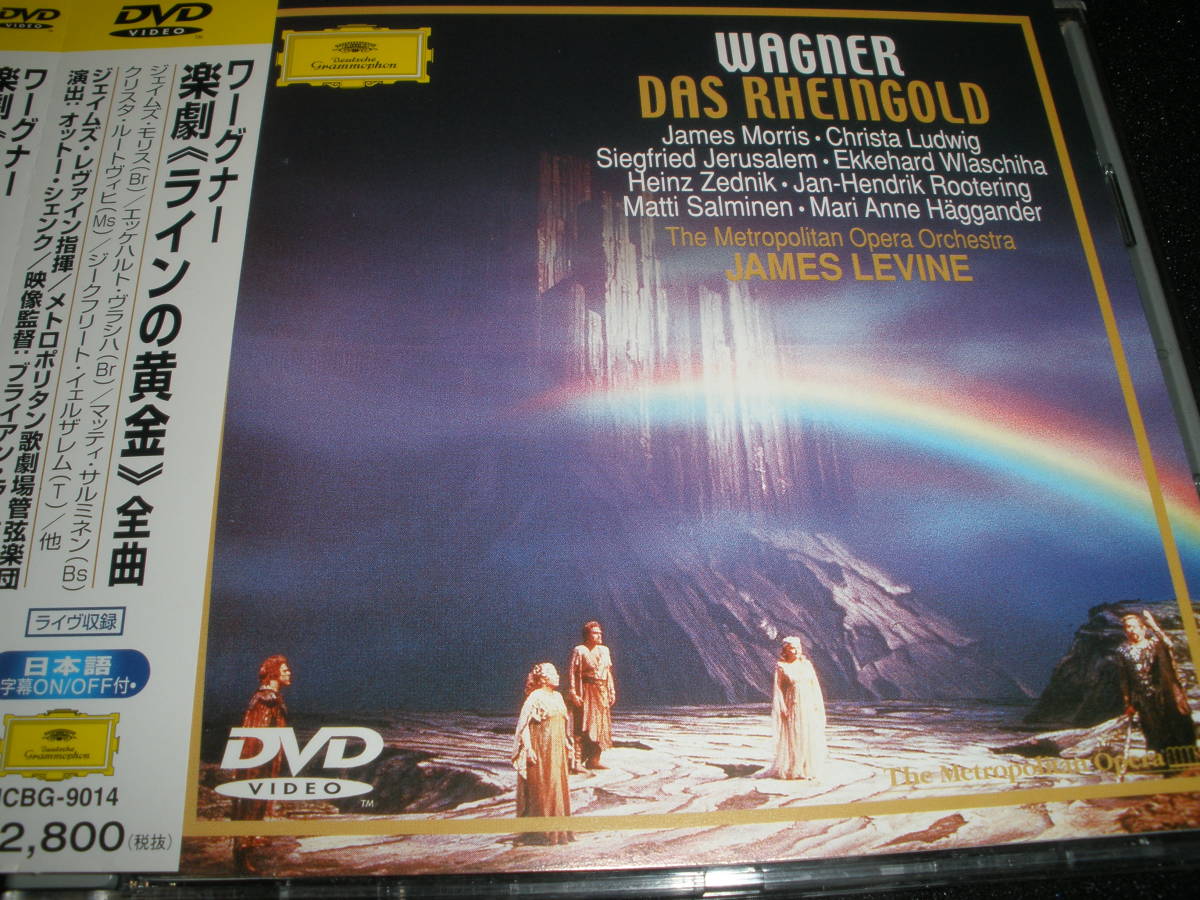 DVD
VIDEO™
DVD
VIDEO™
ワーグナー
楽劇《ラインの黄金》全曲
ジェイムズ・モリス(Br)／エッケハルト・ヴラシハ(Br)／マッティ・サルミネン(Bs)
クリスタ・ルートヴィヒ(Ms)／ジークフリート・イェルザレム(T)／他
ジェイムズ・レヴァイン指揮／メトロポリタン歌劇場管弦楽団
演出:オットー・シェンク／映像監督:ブライアン・
ワーグナー
楽劇《
ライヴ収録
日本語
字幕ON/OFF付•
Deutsche
Grammophon
CBG-9014
2,800(税抜)
Deutsche
Grammophon
WAGNER
DAS RHEINGOLD
James Morris • Christa Ludwig
Siegfried Jerusalem • Ekkehard Wlaschiha
Heinz Zednik • Jan-Hendrik Rootering
Matti Salminen • Mari Anne Häggander
The Metropolitan Opera Orchestra
JAMES LEVINE
DVD
VIDEO™
The Metropolitan Opera